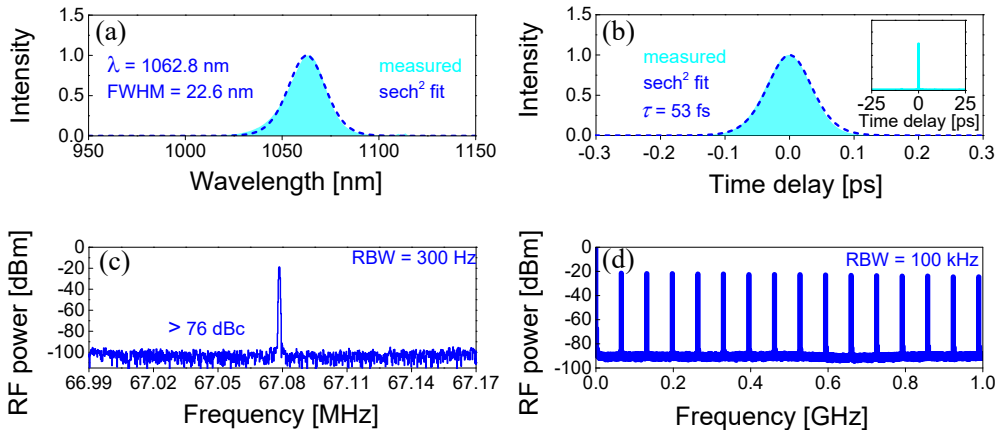 (a)
λ = 1062.8 nm
FWHM = 22.6 nm
measured
sech² fit
Intensity
1.5
1.0
0.5
0.0
950
1000
1050
1100
1150
Wavelength [nm]
(b)
measured
sech² fit
τ = 53 fs
Intensity
1.5
1.0
0.5
0.0
-0.3
-0.2
-0.1
0.0
0.1
0.2
0.3
Time delay [ps]
-25
0
25
Time delay [ps]
(c)
RBW = 300 Hz
> 76 dBc
RF power [dBm]
0
-20
-40
-60
-80
-100
66.99
67.02
67.05
67.08
67.11
67.14
67.17
Frequency [MHz]
(d)
RBW = 100 kHz
RF power [dBm]
0
-20
-40
-60
-80
-100
0.0
0.2
0.4
0.6
0.8
1.0
Frequency [GHz]